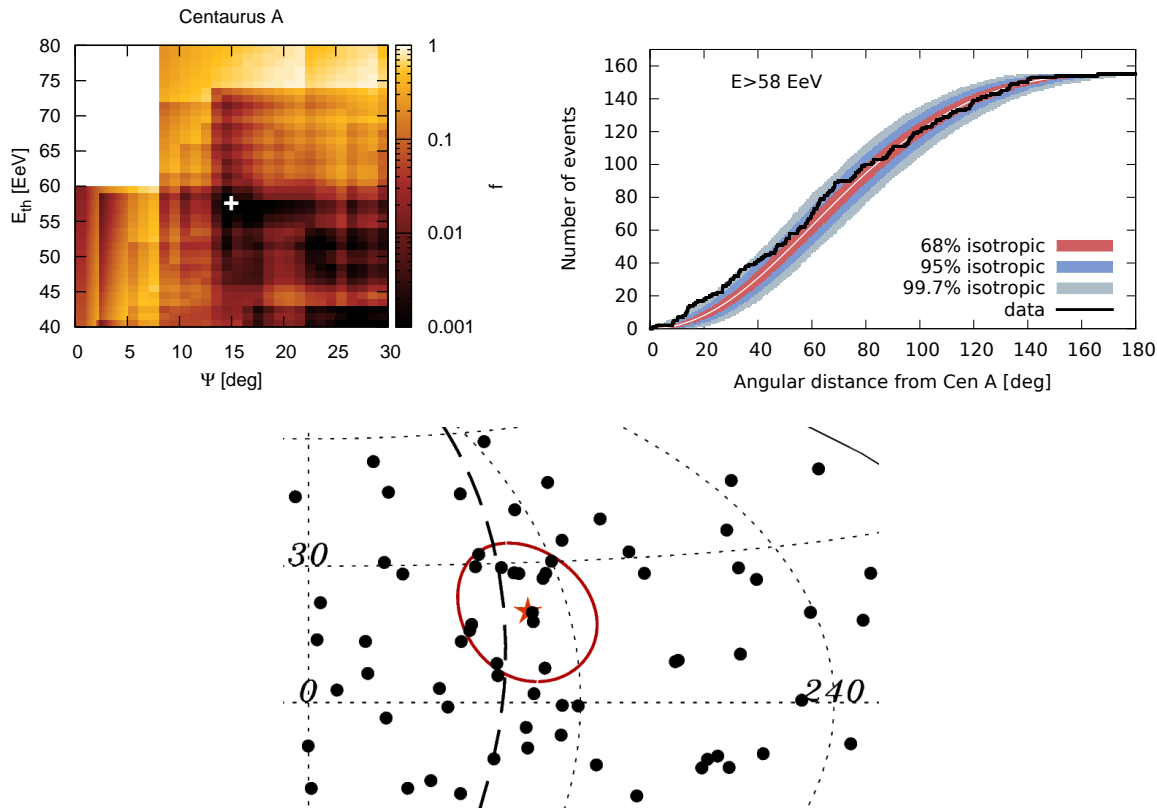 Centaurus A
80
75
70
65
60
55
50
45
40
E_th [EeV]
0 5 10 15 20 25 30
Ψ [deg]
1
0.1
0.01
0.001
f
E>58 EeV
160
140
120
100
80
60
40
20
0
Number of events
68% isotropic
95% isotropic
99.7% isotropic
data
0 20 40 60 80 100 120 140 160 180
Angular distance from Cen A [deg]
30
0 240